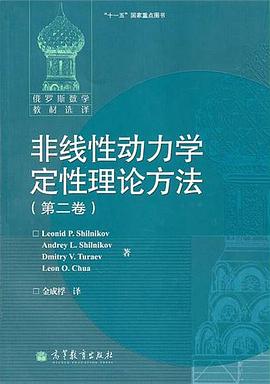 "十一五"国家重点图书
俄罗斯数学
教材选译
非线性动力学
定性理论方法
(第二卷)
□ Leonid P. Shilnikov
Andrey L. Shilnikov
Dmitry V. Turaev
Leon O. Chua
著
□ 金成桴 译
高等教育出版社